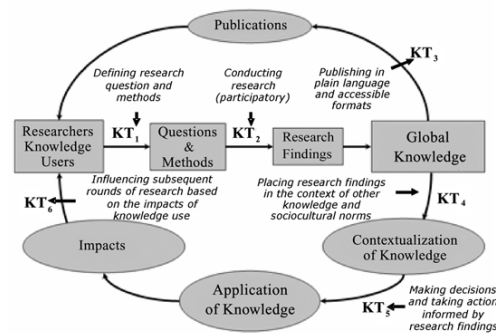 Publications
Defining research
question and
methods
Conducting
research
(participatory)
Publishing in
plain language
and accessible
formats
KT3
Researchers
Knowledge
Users
KT1
Questions
&
Methods
KT2
Research
Findings
Global
Knowledge
Influencing subsequent
rounds of research based
on the impacts of
knowledge use
KT6
Placing research findings
in the context of other
knowledge and
sociocultural norms
KT4
Impacts
Contextualization
of Knowledge
Application
of Knowledge
KT5
Making decisions
and taking action
informed by
research findings